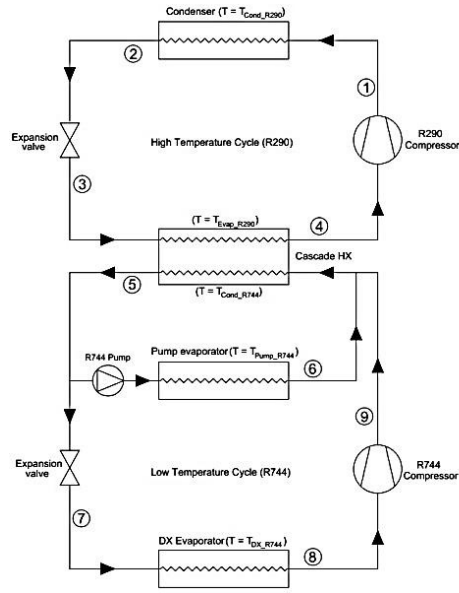 Condenser (T = T_Cond_R290)
②
①
Expansion
valve
High Temperature Cycle (R290)
R290
Compressor
③
(T = T_Evap_R290)
④
Cascade HX
⑤
(T = T_Cond_R744)
R744 Pump
Pump evaporator (T = T_Pump_R744)
⑥
⑨
Expansion
valve
Low Temperature Cycle (R744)
R744
Compressor
⑦
DX Evaporator (T = T_DX_R744)
⑧